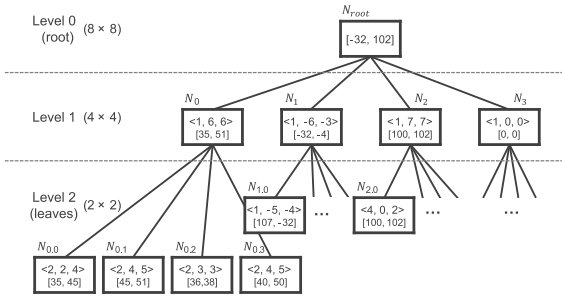 Level 0 (8 × 8)
(root)
N_root
[-32, 102]
Level 1 (4 × 4)
N_0 N_1 N_2 N_3
<1, 6, 6> <1, -6, -3> <1, 7, 7> <1, 0, 0>
[35, 51] [-32, -4] [100, 102] [0, 0]
Level 2 (2 × 2)
(leaves)
N_1.0 N_2.0
<1, -5, -4> ... <4, 0, 2> ... ...
[107, -32] [100, 102]
N_0.0 N_0.1 N_0.2 N_0.3
<2, 2, 4> <2, 4, 5> <2, 3, 3> <2, 4, 5>
[35, 45] [45, 51] [36,38] [40, 50]